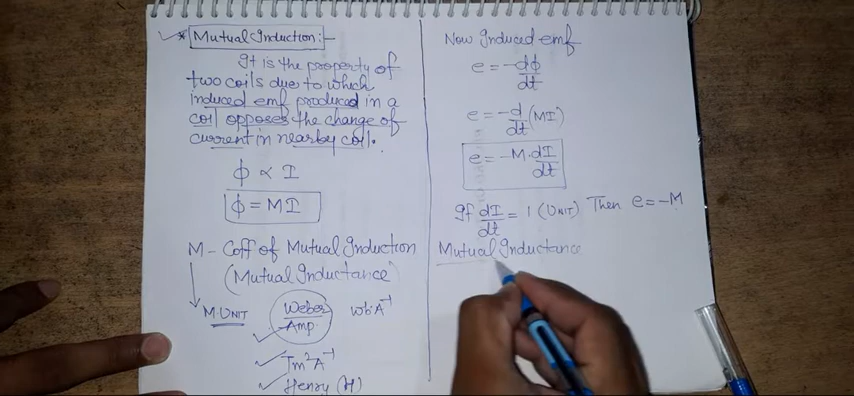 * Mutual Induction:-
It is the property of
two coils due to which
induced emf produced in a
coil opposes the change of
current in nearby coil.
ϕ ∝ I
ϕ = MI
M - Coff of Mutual Induction
(Mutual Inductance)
M.UNIT Weber/Amp. wb A⁻¹
Tm²A⁻¹
Henry (H)
Now Induced emf
e = -dϕ/dt
e = -d/dt (MI)
e = -M.dI/dt
If dI/dt = 1 (UNIT) Then e = -M
Mutual Inductance